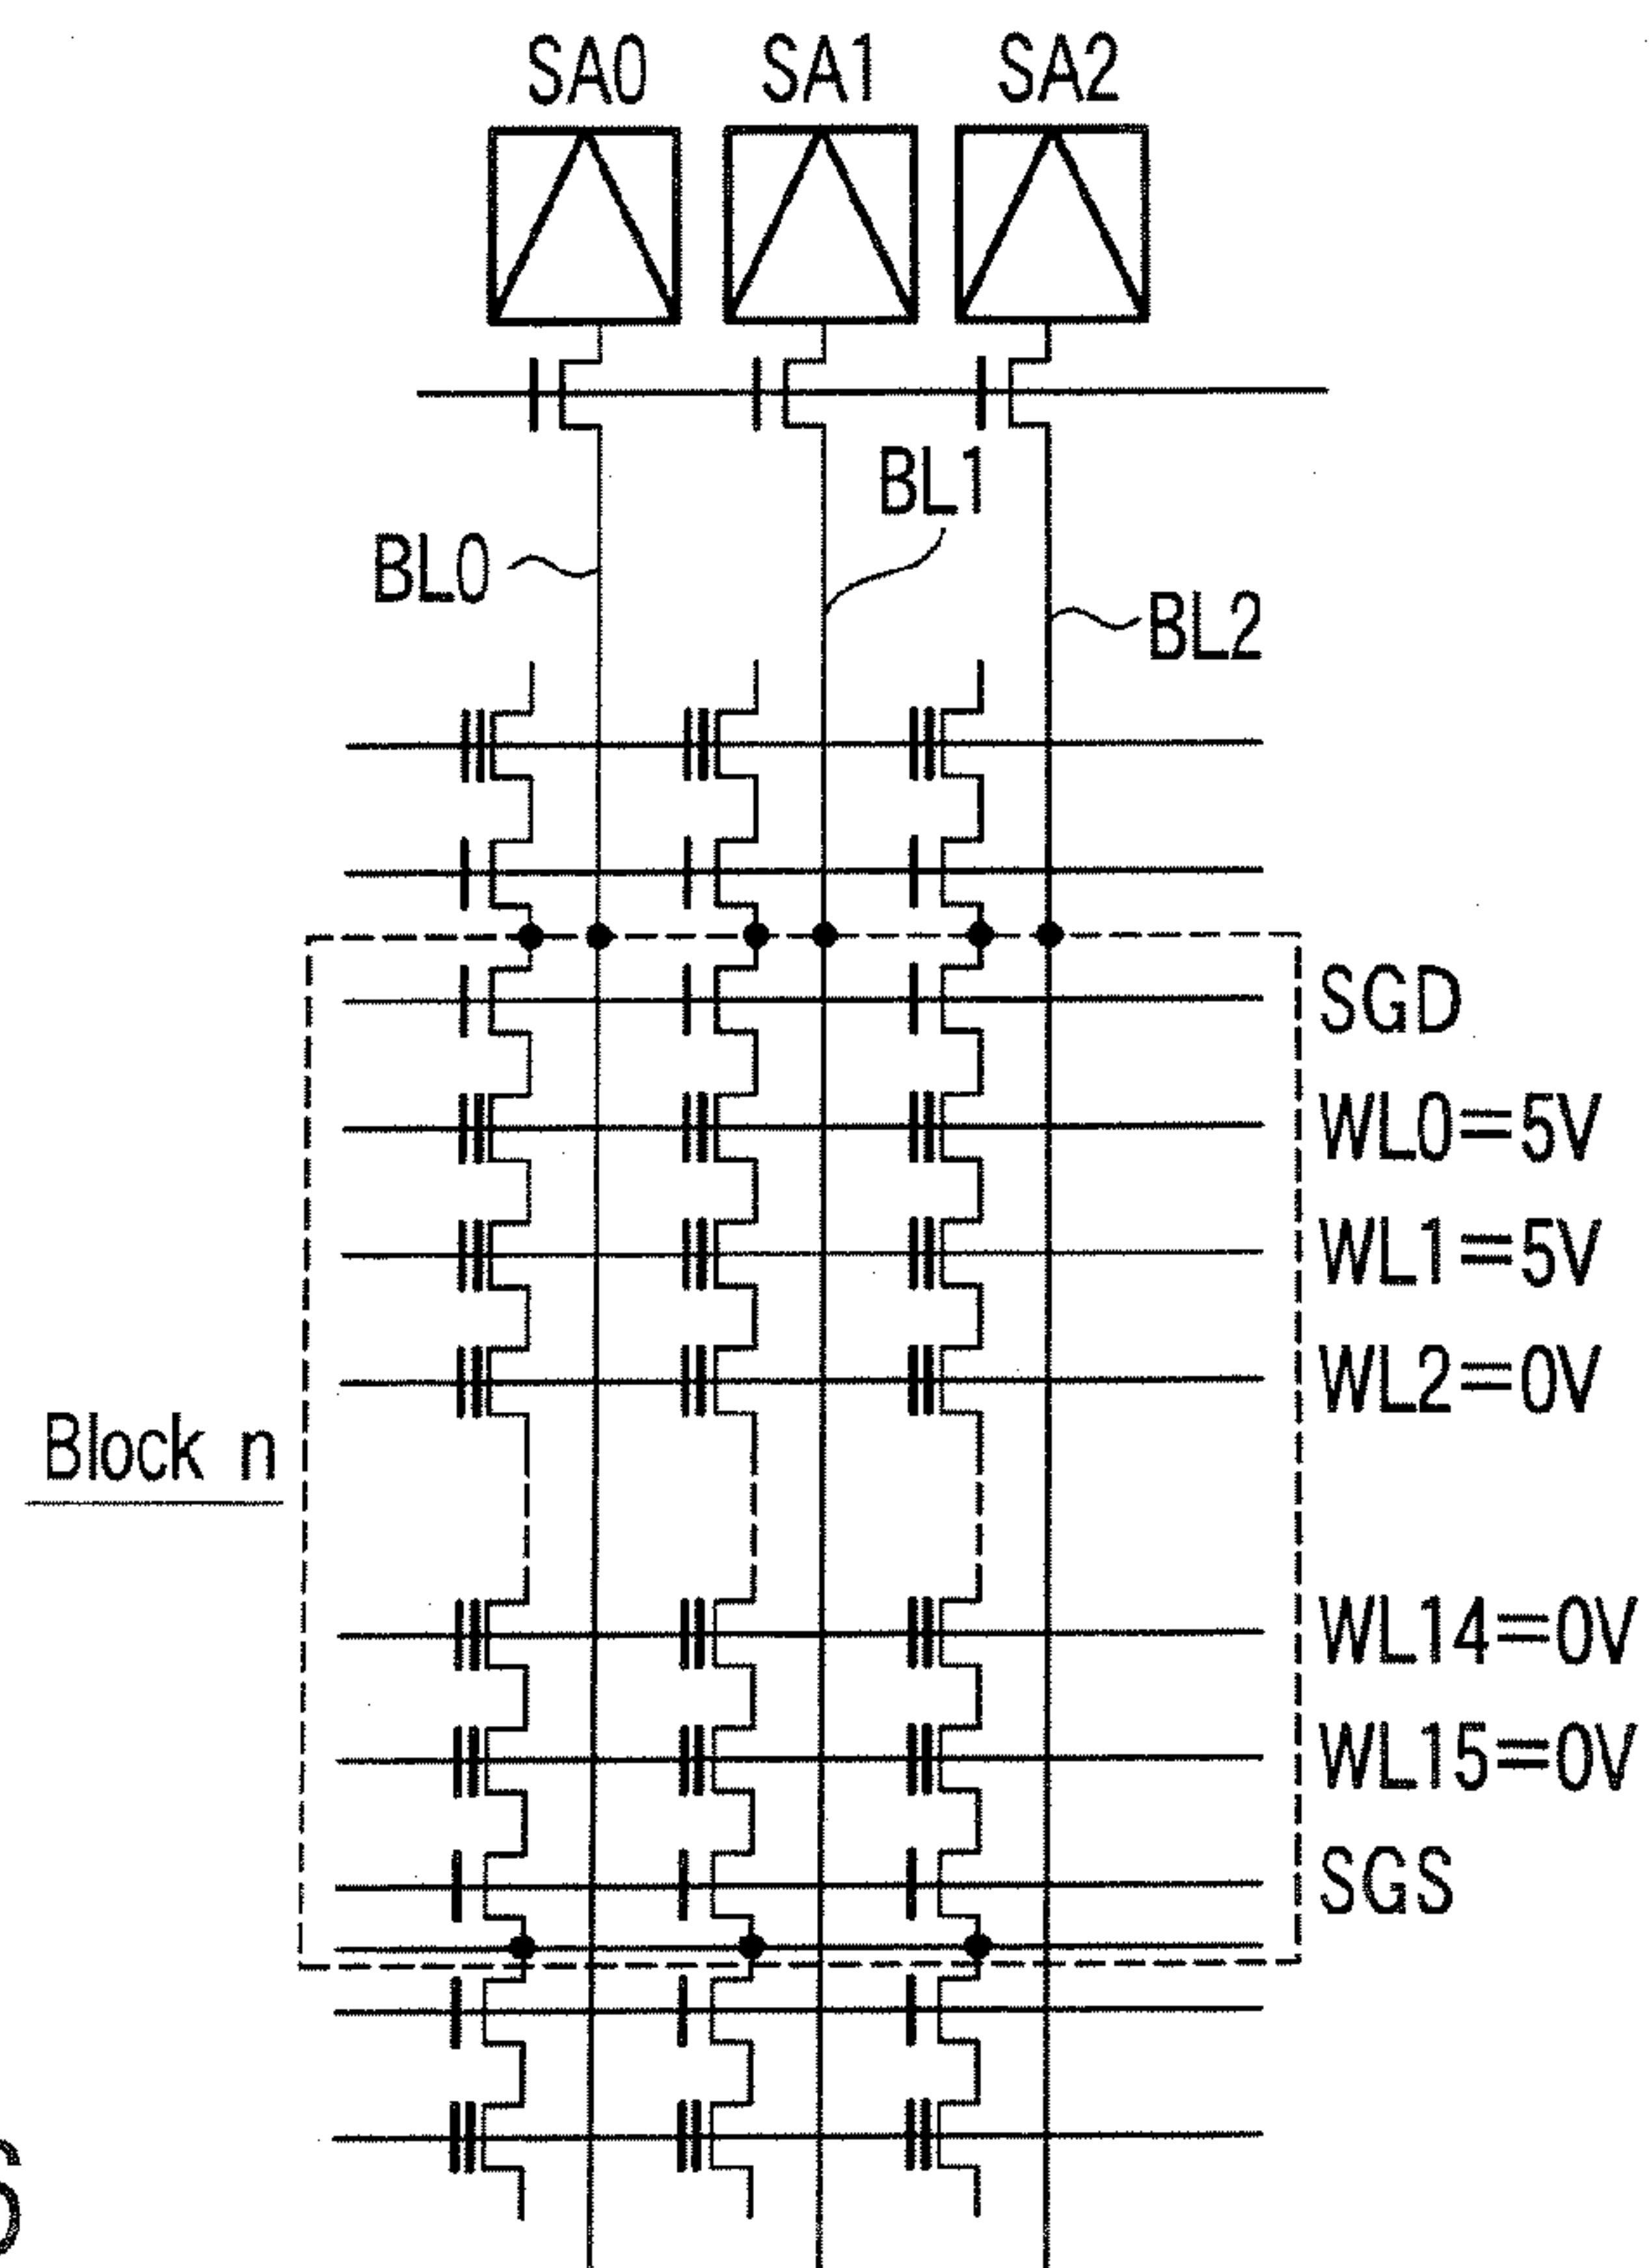 SA0 SA1 SA2
BL1
BL0
BL2
SGD
WL0=5V
WL1=5V
WL2=0V
Block n
WL14=0V
WL15=0V
SGS